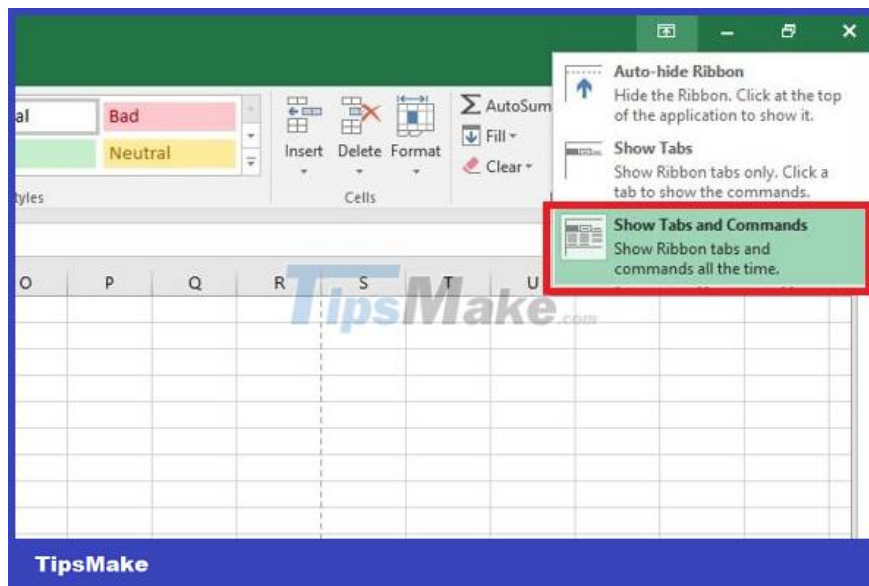 Auto-hide Ribbon
Hide the Ribbon. Click at the top
of the application to show it.
al
Bad
AutoSum
Fill
Show Tabs
Neutral
Insert Delete Format
Show Ribbon tabs only. Click a
Clear
tab to show the commands.
tyles
Cells
Show Tabs and Commands
Show Ribbon tabs and
commands all the time.
O P Q R S T U
TipsMake.com
TipsMake